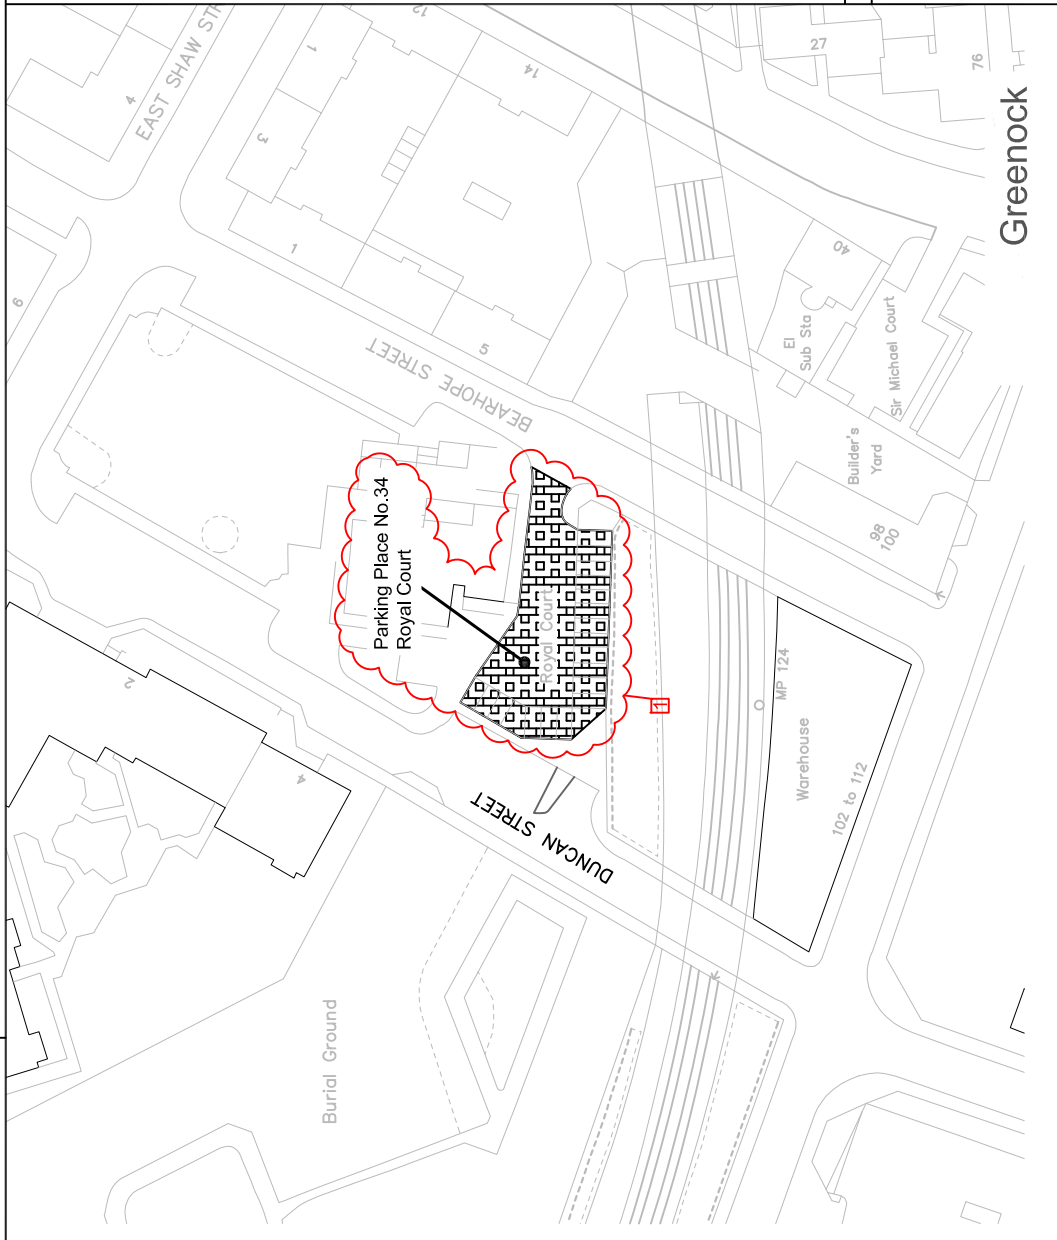 12
EAST SHAW STR
1
14
27
76
4
3
Greenock
1
40
6
El
Sub Sta
Sir Michael Court
5
BEARHOPE STREET
Builder's
Yard
98
100
Parking Place No.34
Royal Court
Royal Court
2
1
MP 124
Warehouse
4
102 to 112
DUNCAN STREET
Burial Ground